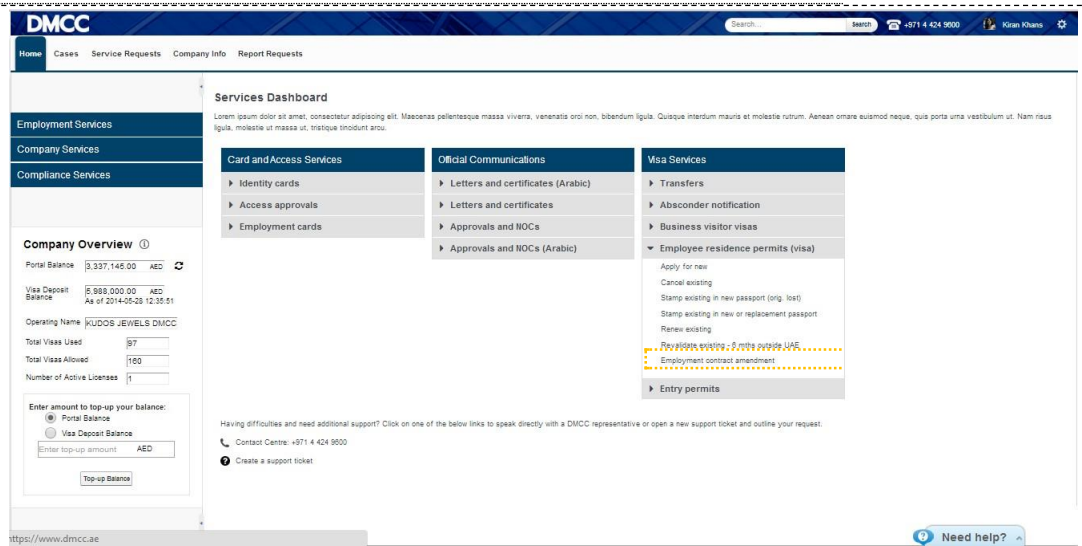 DMCC
Search...
Search
+971 4 424 9600
Kiran Khans
Home Cases Service Requests Company Info Report Requests
Employment Services
Company Services
Compliance Services
Company Overview
Portal Balance 3,337,145.00 AED
Visa Deposit Balance 5,988,000.00 AED
As of 2014-05-28 12:35:51
Operating Name KUDOS JEWELS DMCC
Total Visas Used 97
Total Visas Allowed 160
Number of Active Licenses 1
Enter amount to top-up your balance:
Portal Balance
Visa Deposit Balance
Enter top-up amount AED
Top-up Balance
Services Dashboard
Lorem ipsum dolor sit amet, consectetur adipiscing elit. Maecenas pellentesque massa viverra, venenatis orci non, bibendum ligula. Quisque interdum mauris et molestie rutrum. Aenean ornare euismod neque, quis porta urna vestibulum ut. Nam risus
ligula, molestie ut massa ut, tristique tincidunt arcu.
Card and Access Services
Identity cards
Access approvals
Employment cards
Official Communications
Letters and certificates (Arabic)
Letters and certificates
Approvals and NOCs
Approvals and NOCs (Arabic)
Visa Services
Transfers
Absconder notification
Business visitor visas
Employee residence permits (visa)
Apply for new
Cancel existing
Stamp existing in new passport (orig. lost)
Stamp existing in new or replacement passport
Renew existing
Revalidate existing - 6 mths outside UAE
Employment contract amendment
Entry permits
Having difficulties and need additional support? Click on one of the below links to speak directly with a DMCC representative or open a new support ticket and outline your request.
Contact Centre: +971 4 424 9600
Create a support ticket
https://www.dmcc.ae
Need help?